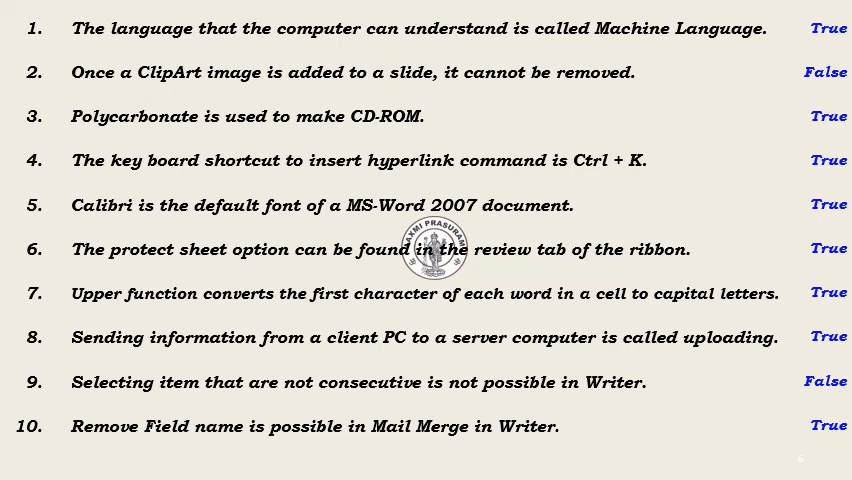 1. The language that the computer can understand is called Machine Language. True
2. Once a ClipArt image is added to a slide, it cannot be removed. False
3. Polycarbonate is used to make CD-ROM. True
4. The key board shortcut to insert hyperlink command is Ctrl + K. True
5. Calibri is the default font of a MS-Word 2007 document. True
6. The protect sheet option can be found in the review tab of the ribbon. True
7. Upper function converts the first character of each word in a cell to capital letters. True
8. Sending information from a client PC to a server computer is called uploading. True
9. Selecting item that are not consecutive is not possible in Writer. False
10. Remove Field name is possible in Mail Merge in Writer. True
LAXMI PRASURAM
6